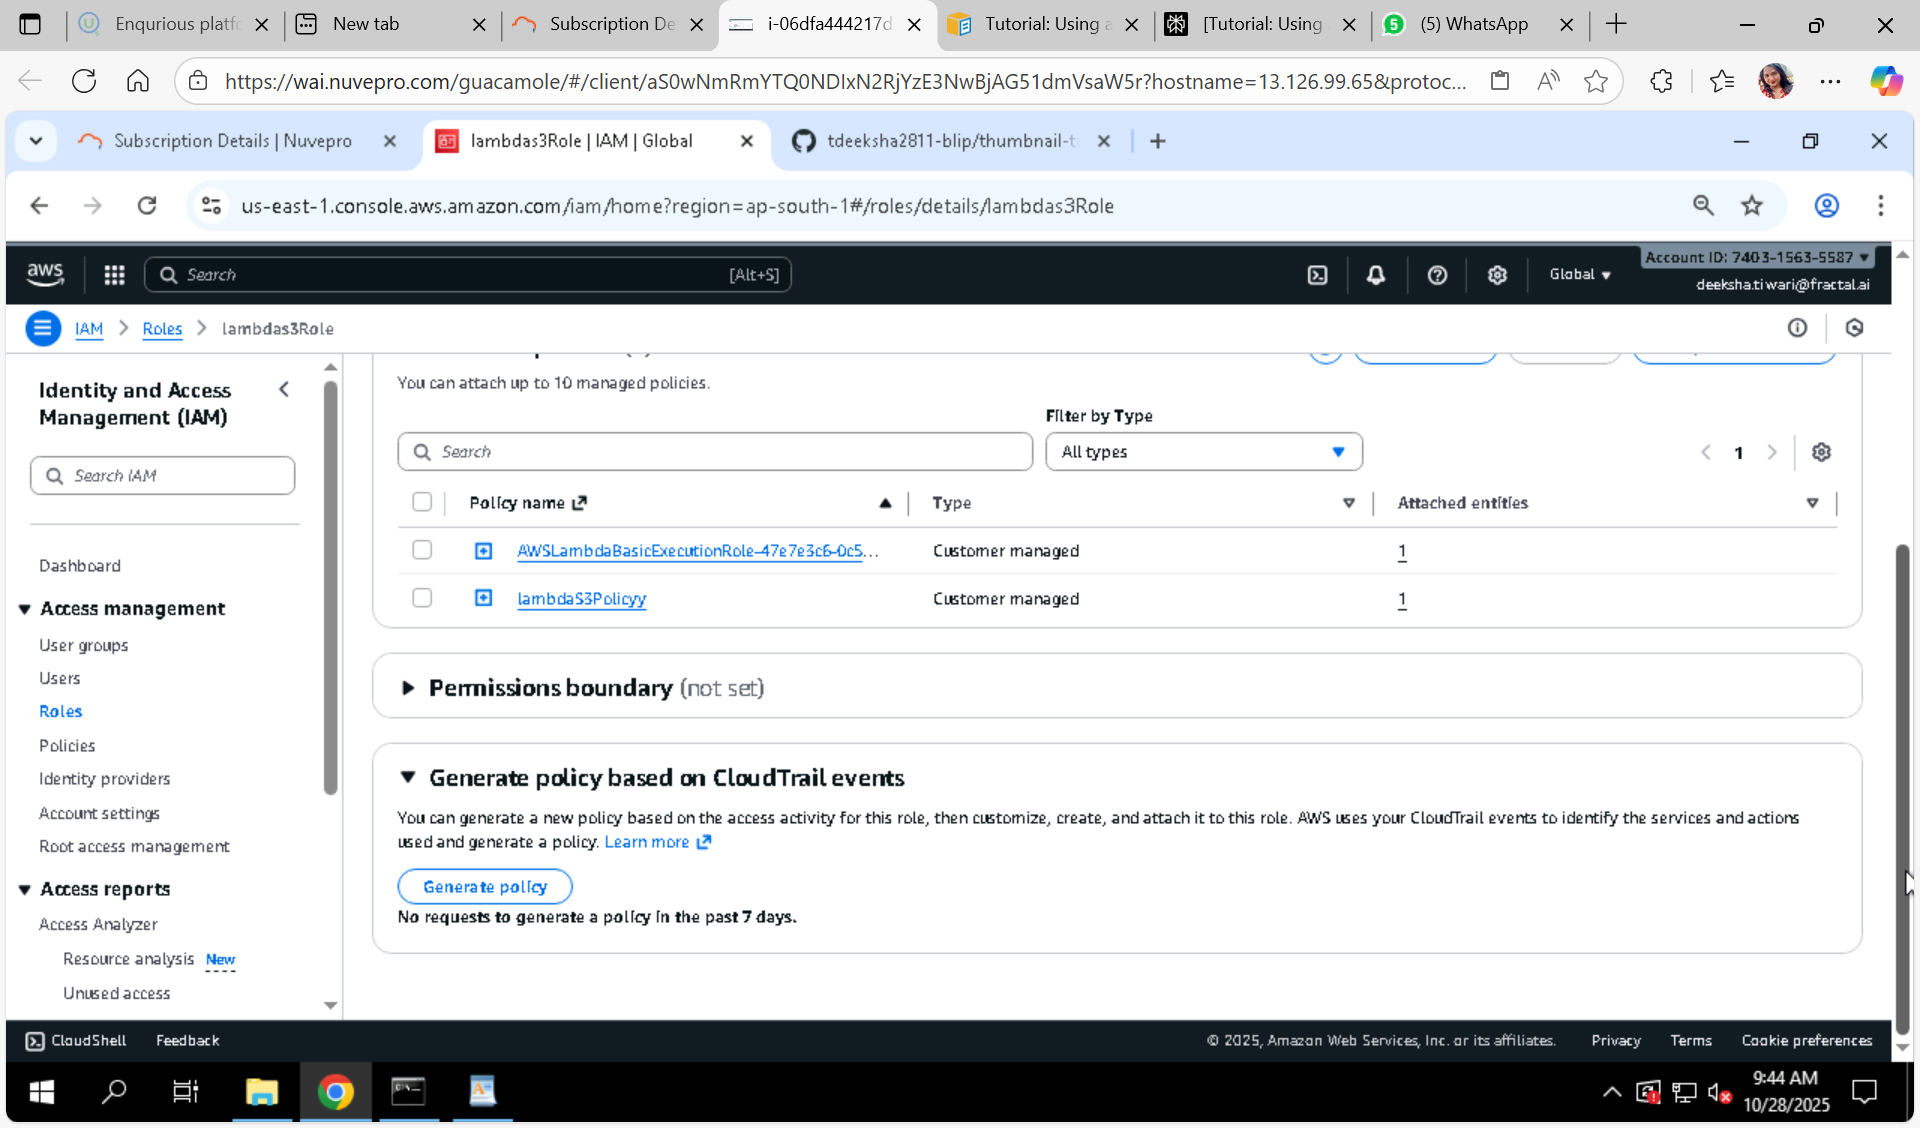 Enqurious platfo
New tab
Subscription De
i-06dfa444217d
Tutorial: Using a
[Tutorial: Using
(5) WhatsApp
https://wai.nuvepro.com/guacamole/#/client/aS0wNmRmYTQ0NDIxN2RjYzE3NwBjAG51dmVsaW5r?hostname=13.126.99.65&protoc...
Subscription Details | Nuvepro
lambdas3Role | IAM | Global
tdeeksha2811-blip/thumbnail-t
us-east-1.console.aws.amazon.com/iam/home?region=ap-south-1#/roles/details/lambdas3Role
aws
Search
[Alt+S]
Global
Account ID: 7403-1563-5587
deeksha.tiwari@fractal.ai
IAM
Roles
lambdas3Role
Identity and Access
Management (IAM)
Search IAM
Dashboard
Access management
User groups
Users
Roles
Policies
Identity providers
Account settings
Root access management
Access reports
Access Analyzer
Resource analysis New
Unused access
You can attach up to 10 managed policies.
Filter by Type
Search
All types
1
Policy name
Type
Attached entities
AWSLambdaBasicExecutionRole-47e7e3c6-0c5...
Customer managed
1
lambdaS3Policyy
Customer managed
1
Permissions boundary (not set)
Generate policy based on CloudTrail events
You can generate a new policy based on the access activity for this role, then customize, create, and attach it to this role. AWS uses your CloudTrail events to identify the services and actions
used and generate a policy. Learn more
Generate policy
No requests to generate a policy in the past 7 days.
CloudShell
Feedback
© 2025, Amazon Web Services, Inc. or its affiliates.
Privacy
Terms
Cookie preferences
9:44 AM
10/28/2025